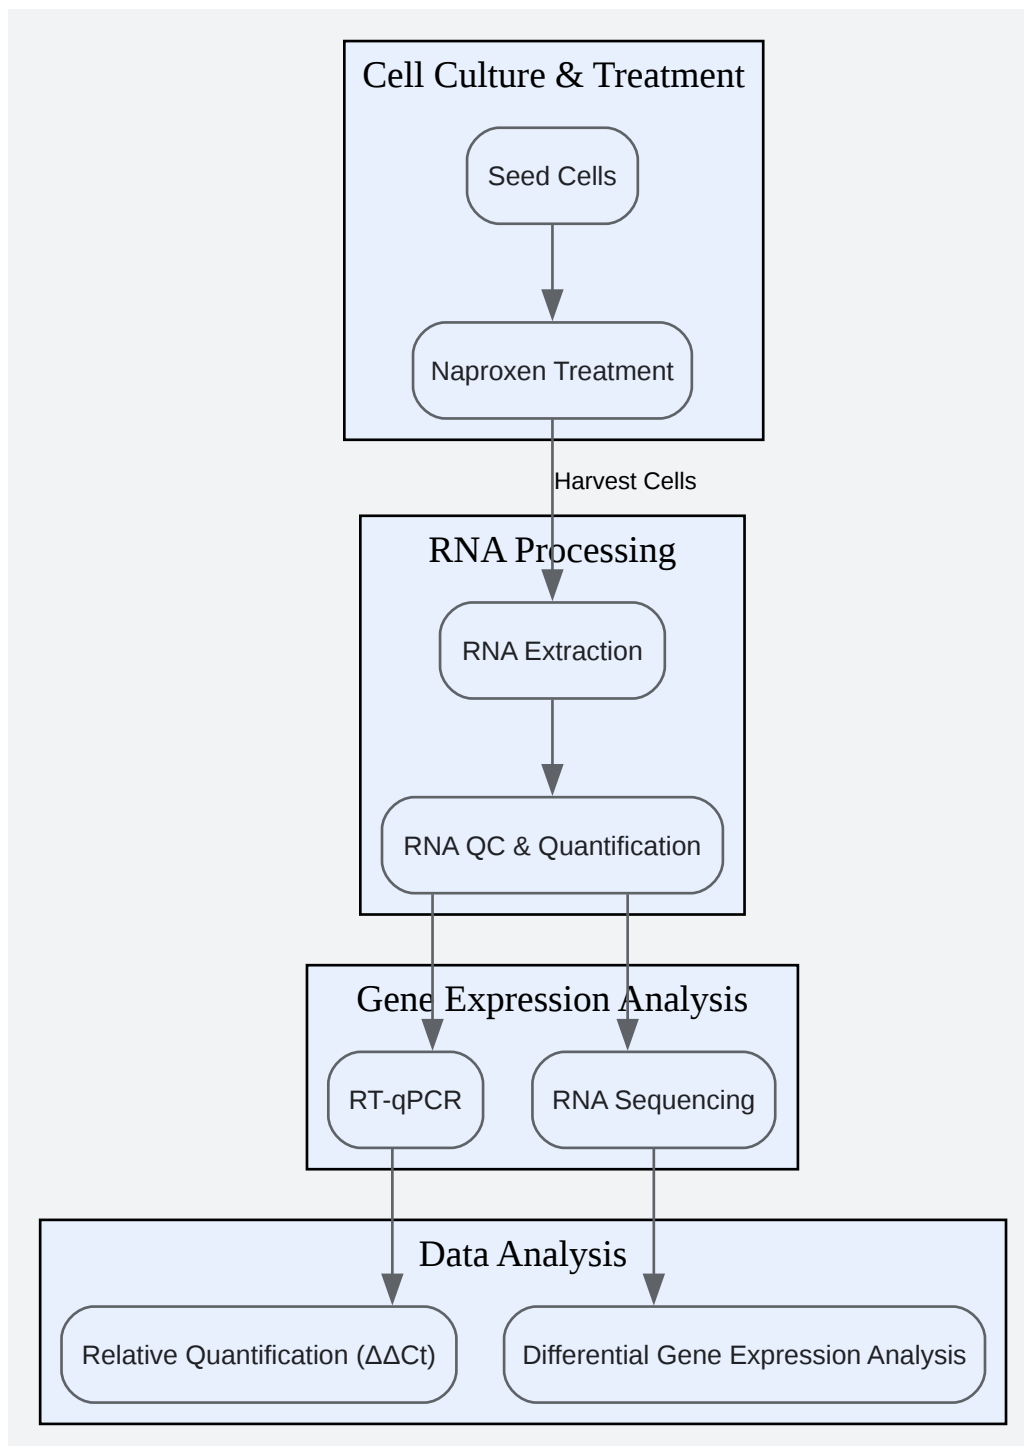 Cell Culture & Treatment
Seed Cells
Naproxen Treatment
Harvest Cells
RNA Processing
RNA Extraction
RNA QC & Quantification
Gene Expression Analysis
RT-qPCR
RNA Sequencing
Data Analysis
Relative Quantification (ΔΔCt)
Differential Gene Expression Analysis